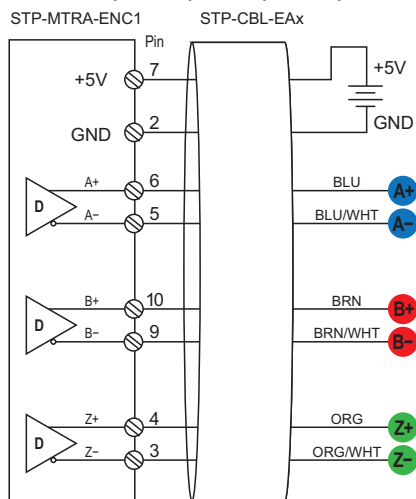 STP-MTRA-ENC1 STP-CBL-EAx
Pin
+5V 7 +5V
GND 2 GND
D A+ 6 BLU A+
A− 5 BLU/WHT A−
D B+ 10 BRN B+
B− 9 BRN/WHT B−
D Z+ 4 ORG Z+
Z− 3 ORG/WHT Z−